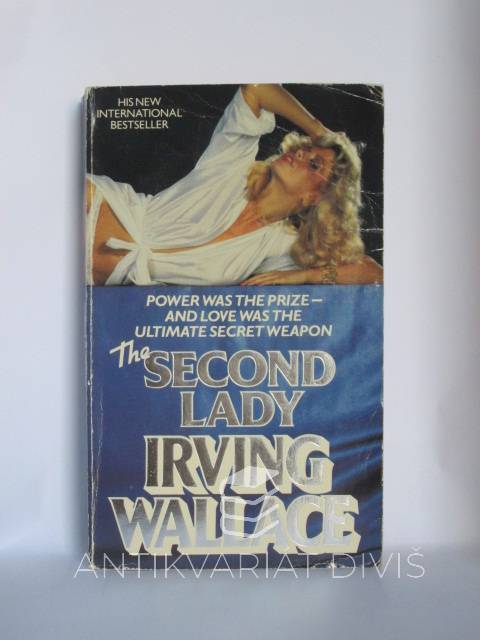 HIS NEW
INTERNATIONAL
BESTSELLER
POWER WAS THE PRIZE—
AND LOVE WAS THE
ULTIMATE SECRET WEAPON
The SECOND
LADY
IRVING
WALLACE
ANTIKVARIÁT DIVIŠ